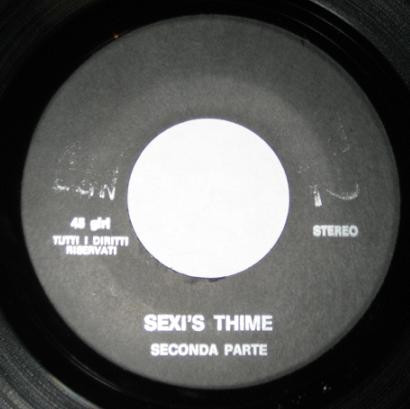 45 giri
TUTTI I DIRITTI
RISERVATI
STEREO
SEXI'S THIME
SECONDA PARTE